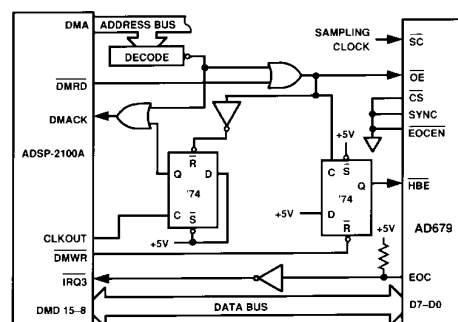 DMA
ADDRESS BUS
DECODE
SAMPLING
CLOCK
SC
DMRD
OE
CS
DMACK
SYNC
EOCEN
ADSP-2100A
+5V
R
Q D
'74
C S
C S
Q
'74
D
R
HBE
+5V
+5V
AD679
CLKOUT
+5V
DMWR
IRQ3
EOC
DMD 15–8
DATA BUS
D7–D0